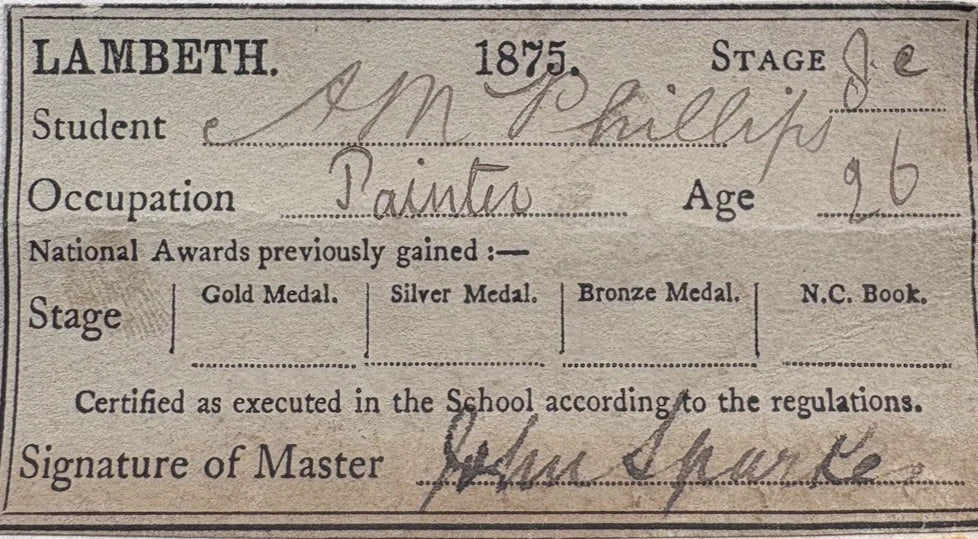 LAMBETH. 1875. STAGE 8c
Student A M Phillips
Occupation Painter Age 26
National Awards previously gained :—
Stage Gold Medal. Silver Medal. Bronze Medal. N.C. Book.
Certified as executed in the School according to the regulations.
Signature of Master John Sparkes